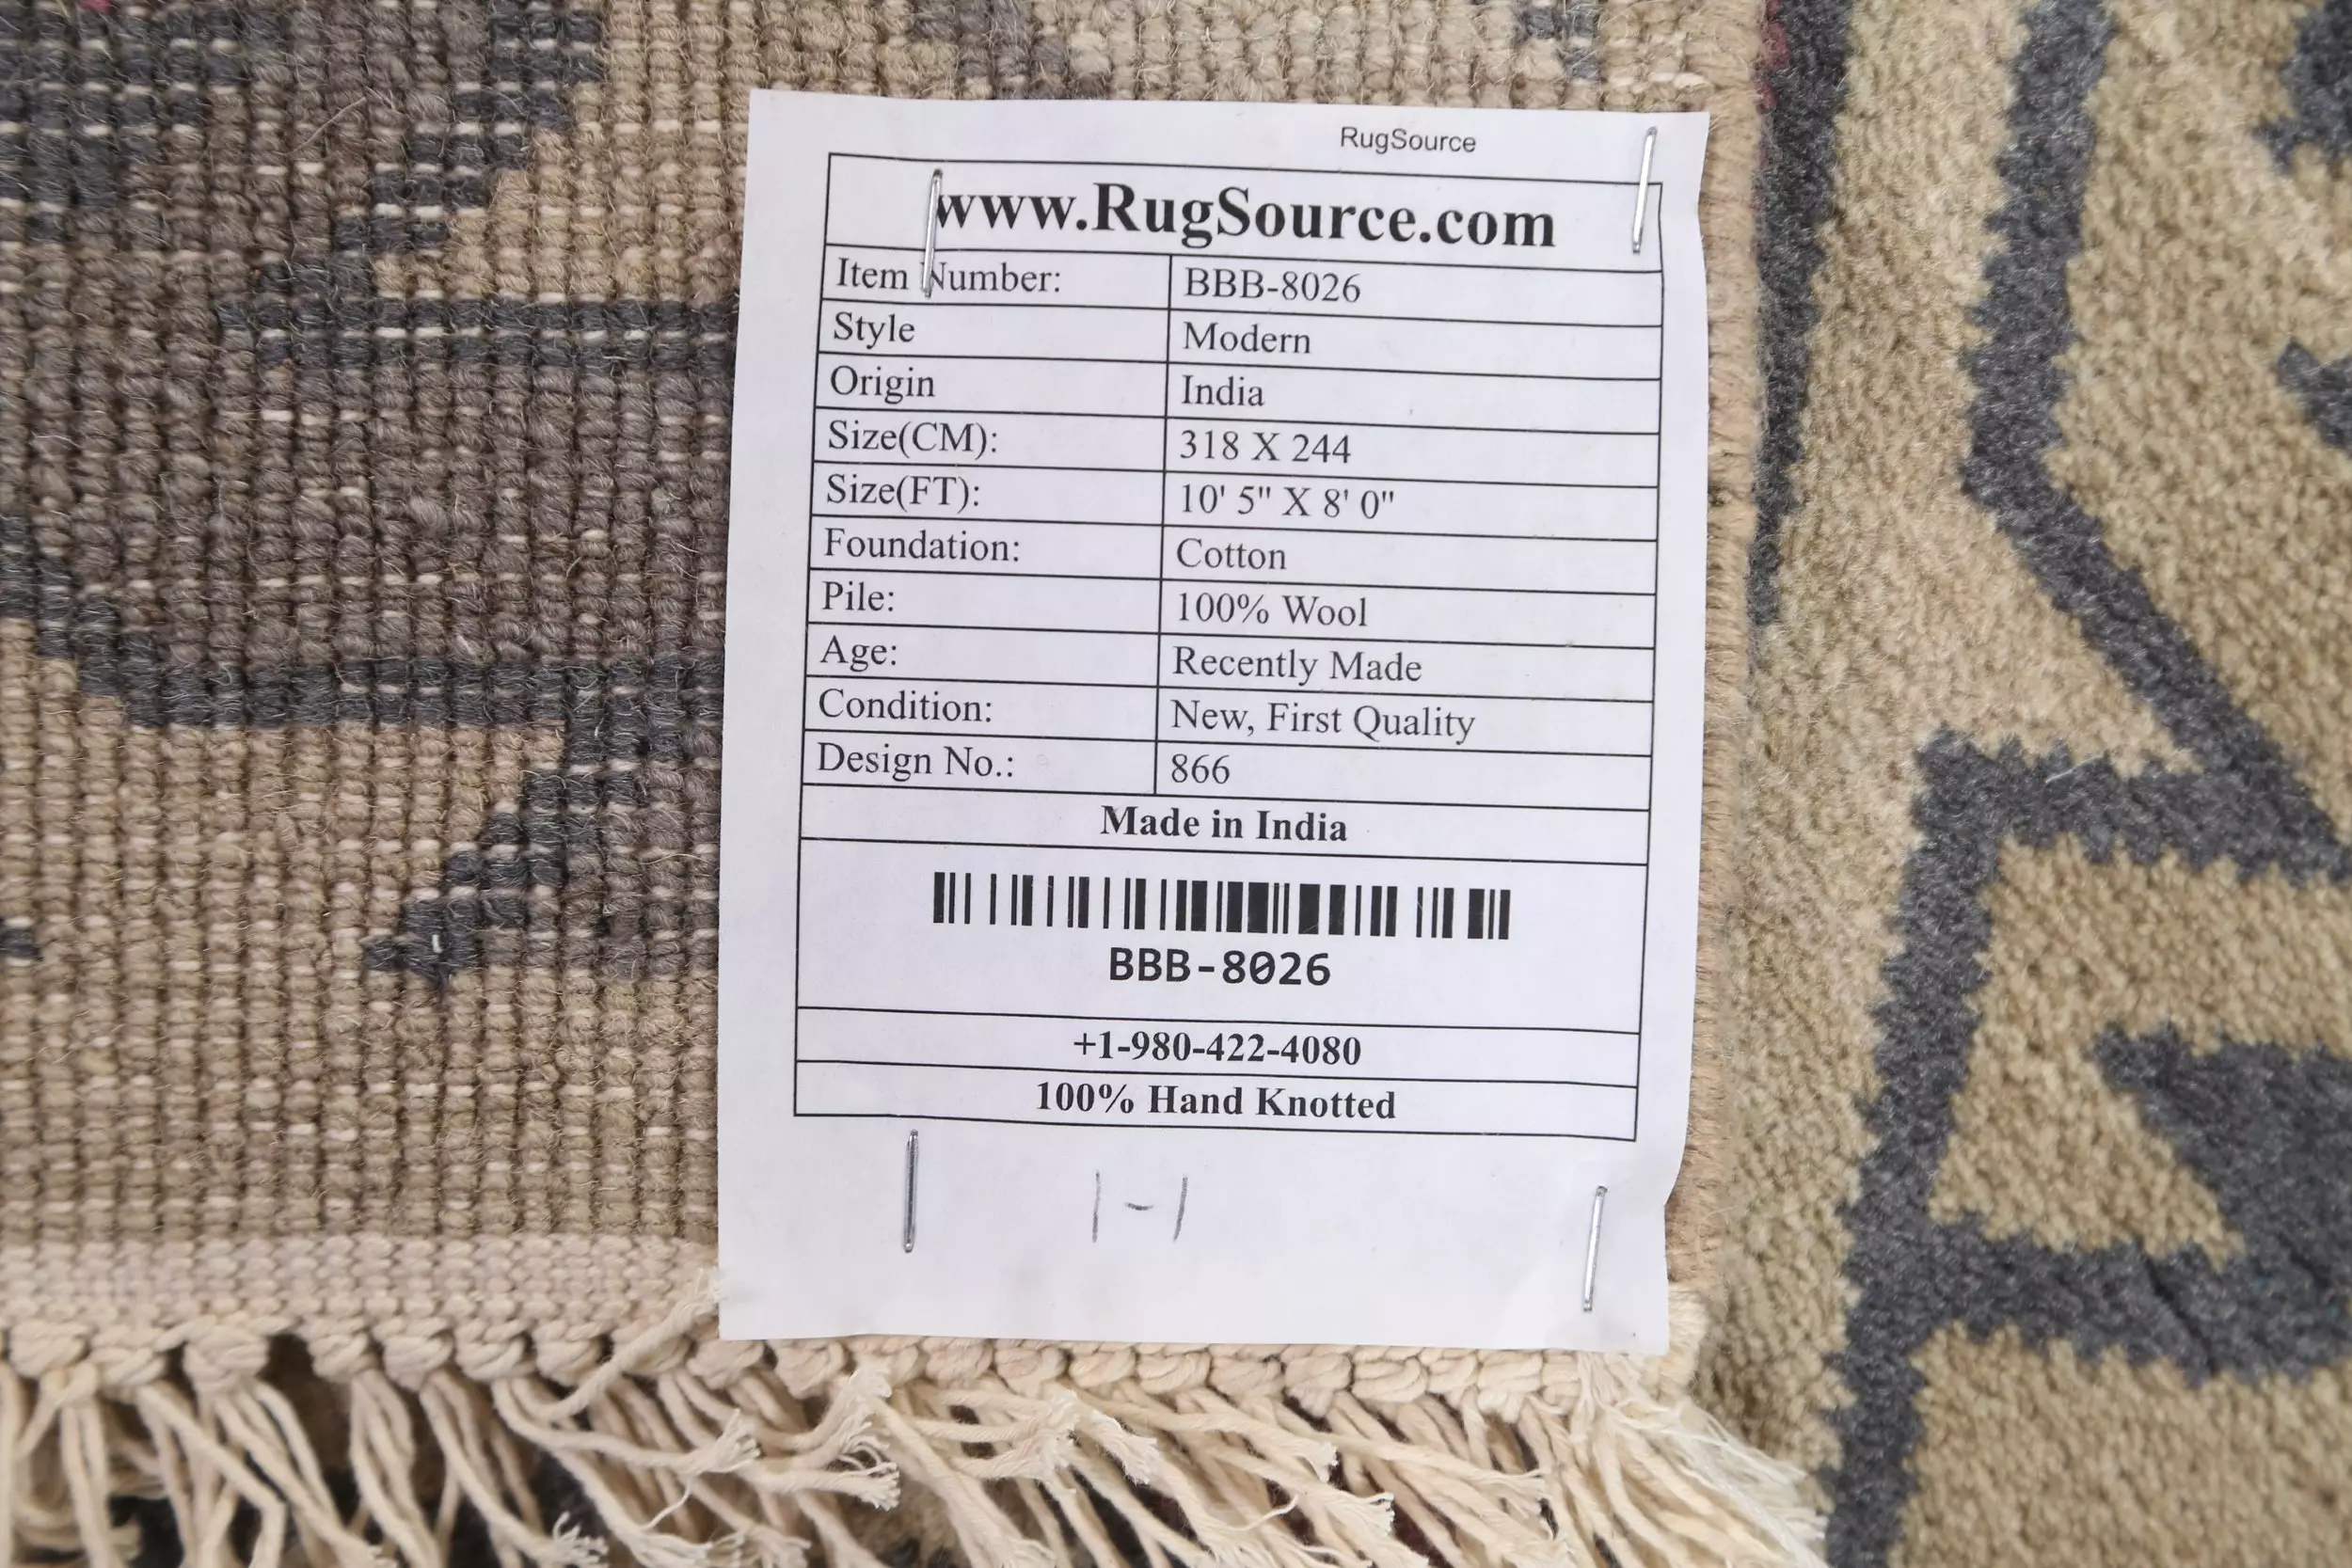 RugSource
www.RugSource.com
Item Number: BBB-8026
Style Modern
Origin India
Size(CM): 318 X 244
Size(FT): 10' 5" X 8' 0"
Foundation: Cotton
Pile: 100% Wool
Age: Recently Made
Condition: New, First Quality
Design No.: 866
Made in India
BBB-8026
+1-980-422-4080
100% Hand Knotted
1-1